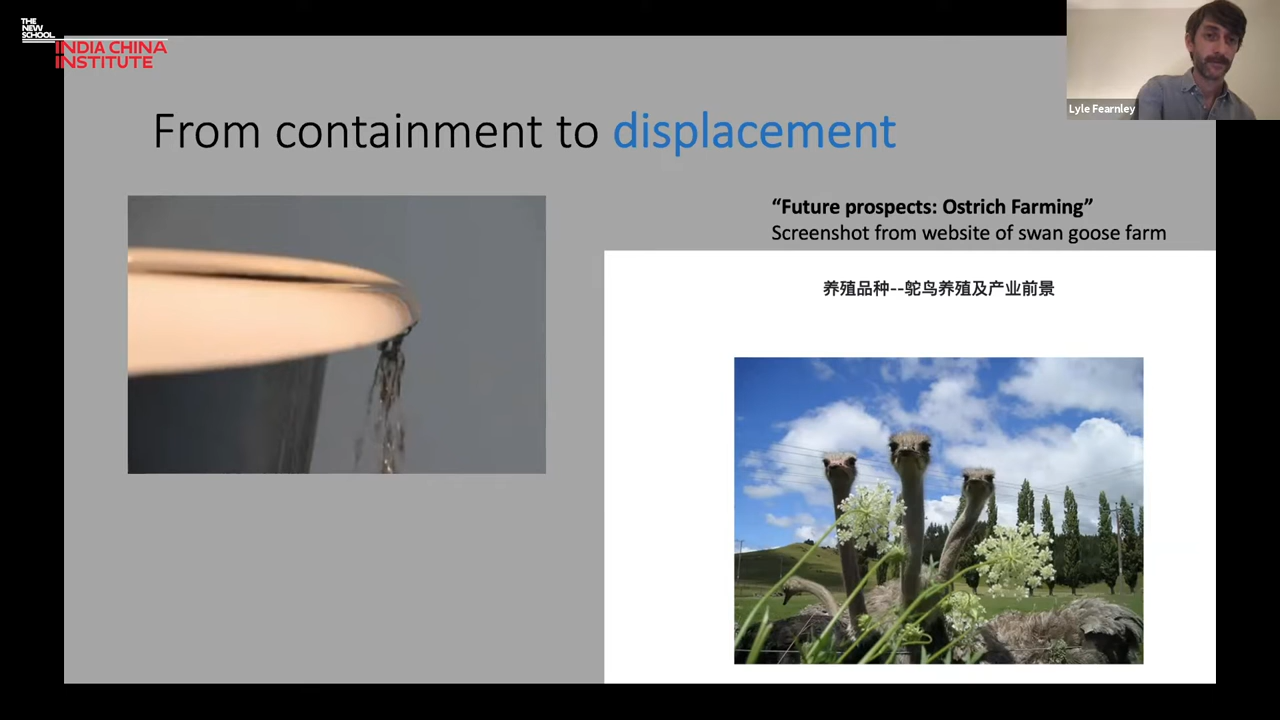 THE
NEW
SCHOOL
INDIA CHINA
INSTITUTE
Lyle Fearnley
From containment to displacement
“Future prospects: Ostrich Farming”
Screenshot from website of swan goose farm
养殖品种--鸵鸟养殖及产业前景